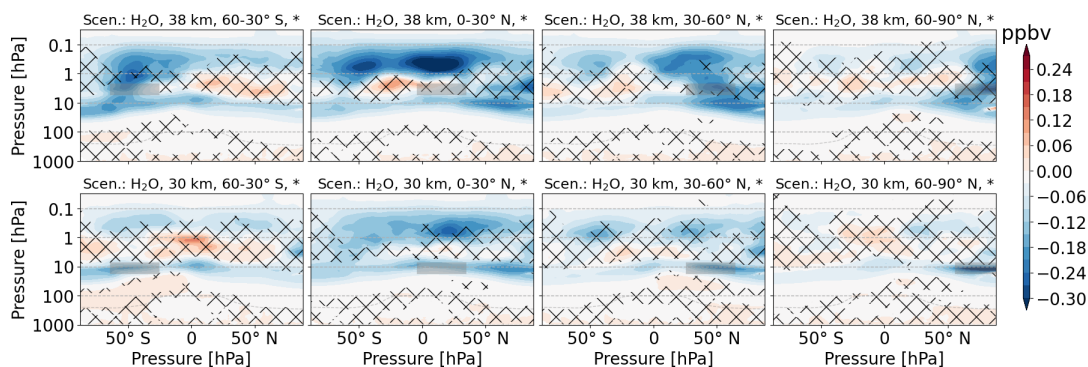 Scen.: H₂O, 38 km, 60-30° S, *
Scen.: H₂O, 38 km, 0-30° N, *
Scen.: H₂O, 38 km, 30-60° N, *
Scen.: H₂O, 38 km, 60-90° N, *
ppbv
Pressure [hPa]
0.1
1
10
100
1000
0.24
0.18
0.12
0.06
0.00
−0.06
−0.12
−0.18
−0.24
−0.30
Scen.: H₂O, 30 km, 60-30° S, *
Scen.: H₂O, 30 km, 0-30° N, *
Scen.: H₂O, 30 km, 30-60° N, *
Scen.: H₂O, 30 km, 60-90° N, *
Pressure [hPa]
0.1
1
10
100
1000
50° S 0 50° N
50° S 0 50° N
50° S 0 50° N
50° S 0 50° N
Pressure [hPa]
Pressure [hPa]
Pressure [hPa]
Pressure [hPa]